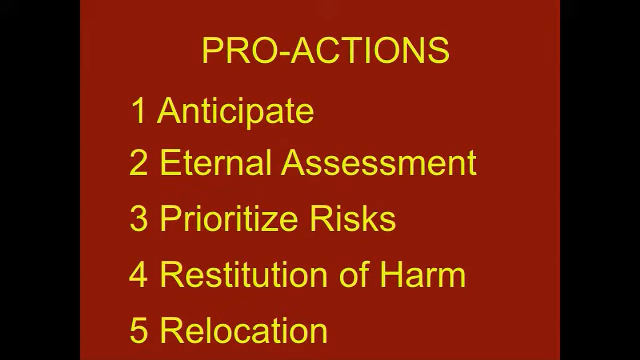 PRO-ACTIONS
1 Anticipate
2 Eternal Assessment
3 Prioritize Risks
4 Restitution of Harm
5 Relocation